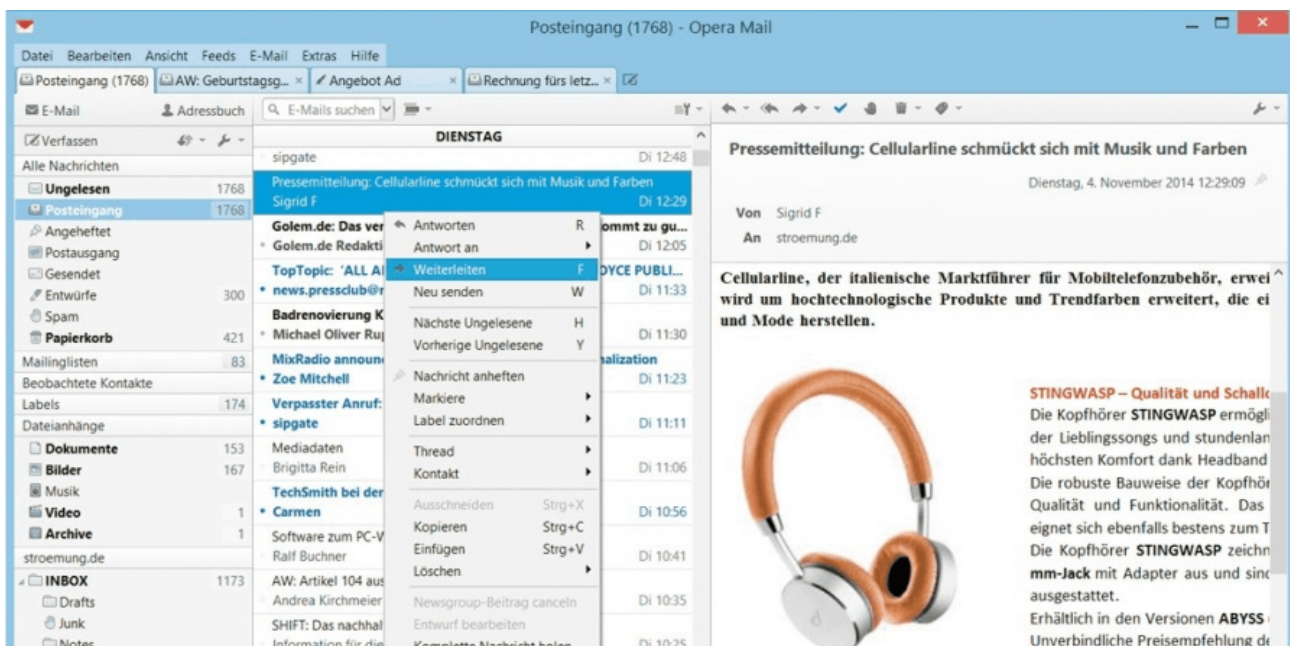 Posteingang (1768) - Opera Mail
Datei Bearbeiten Ansicht Feeds E-Mail Extras Hilfe
Posteingang (1768) AW: Geburtstagsg... × Angebot Ad × Rechnung fürs letz... ×
E-Mail Adressbuch
Verfassen
Alle Nachrichten
Ungelesen 1768
Posteingang 1768
Angeheftet
Postausgang
Gesendet
Entwürfe 300
Spam
Papierkorb 421
Mailinglisten 83
Beobachtete Kontakte
Labels 174
Dateianhänge
Dokumente 153
Bilder 167
Musik
Video 1
Archive 1
stroemung.de
INBOX 1173
Drafts
Junk
Notes
E-Mails suchen
DIENSTAG
sipgate Di 12:48
Pressemitteilung: Cellularline schmückt sich mit Musik und Farben
Sigrid F Di 12:29
Golem.de: Das ver ommt zu gu...
Golem.de Redakti Di 12:05
TopTopic: 'ALL A OYCE PUBLI...
news.pressclub@r Di 11:33
Badrenovierung K
Michael Oliver Ru Di 11:30
MixRadio announ nalization
Zoe Mitchell Di 11:23
Verpasster Anruf:
sipgate Di 11:11
Mediadaten
Brigitta Rein Di 11:06
TechSmith bei der
Carmen Di 10:56
Software zum PC-V
Ralf Buchner Di 10:41
AW: Artikel 104 aus
Andrea Kirchmeier Di 10:35
SHIFT: Das nachhal
Information für die Di 10:25
Antworten R
Antwort an
Weiterleiten F
Neu senden W
Nächste Ungelesene H
Vorherige Ungelesene Y
Nachricht anheften
Markiere
Label zuordnen
Thread
Kontakt
Ausschneiden Strg+X
Kopieren Strg+C
Einfügen Strg+V
Löschen
Newsgroup-Beitrag canceln
Entwurf bearbeiten
Komplette Nachricht holen
Pressemitteilung: Cellularline schmückt sich mit Musik und Farben
Dienstag, 4. November 2014 12:29:09
Von Sigrid F
An stroemung.de
Cellularline, der italienische Marktführer für Mobiltelefonzubehör, erwei
wird um hochtechnologische Produkte und Trendfarben erweitert, die ei
und Mode herstellen.
STINGWASP – Qualität und Schall
Die Kopfhörer STINGWASP ermögli
der Lieblingssongs und stundenlan
höchsten Komfort dank Headband
Die robuste Bauweise der Kopfhör
Qualität und Funktionalität. Das
eignet sich ebenfalls bestens zum T
Die Kopfhörer STINGWASP zeichn
mm-Jack mit Adapter aus und sind
ausgestattet.
Erhältlich in den Versionen ABYSS
Unverbindliche Preisempfehlung de